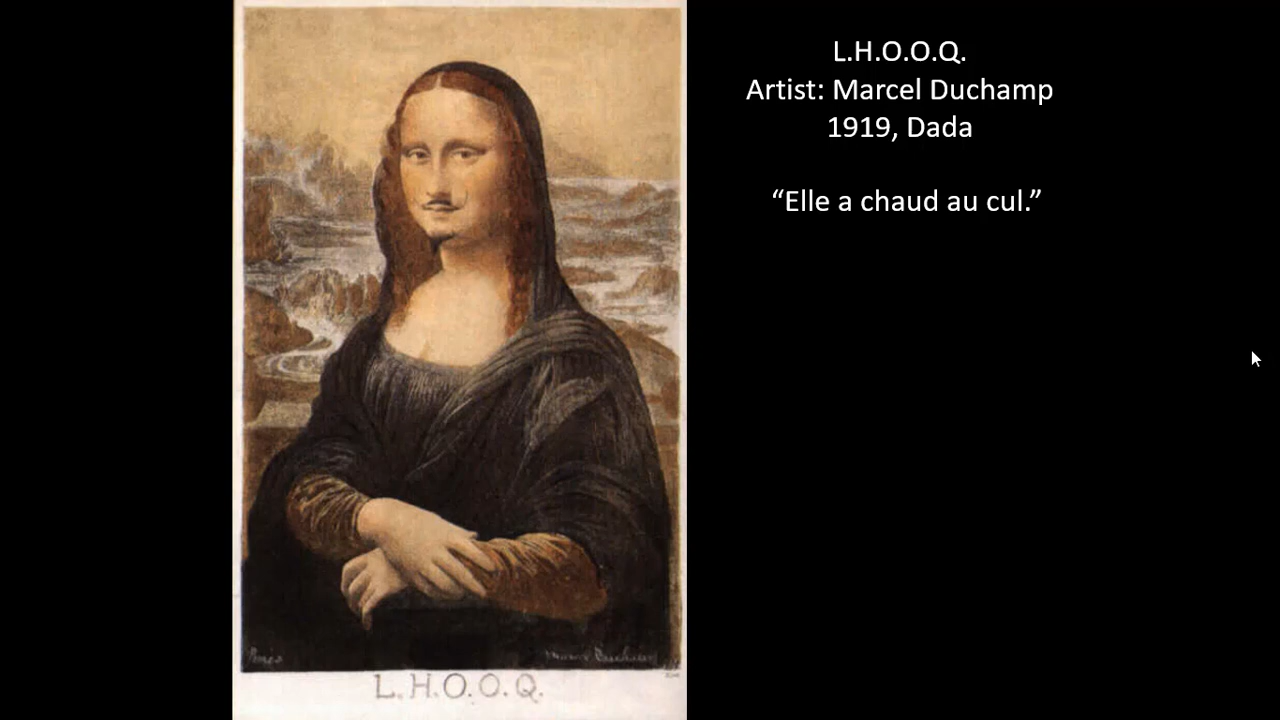 L.H.O.O.Q.
Artist: Marcel Duchamp
1919, Dada
“Elle a chaud au cul.”
L.H.O.O.Q.